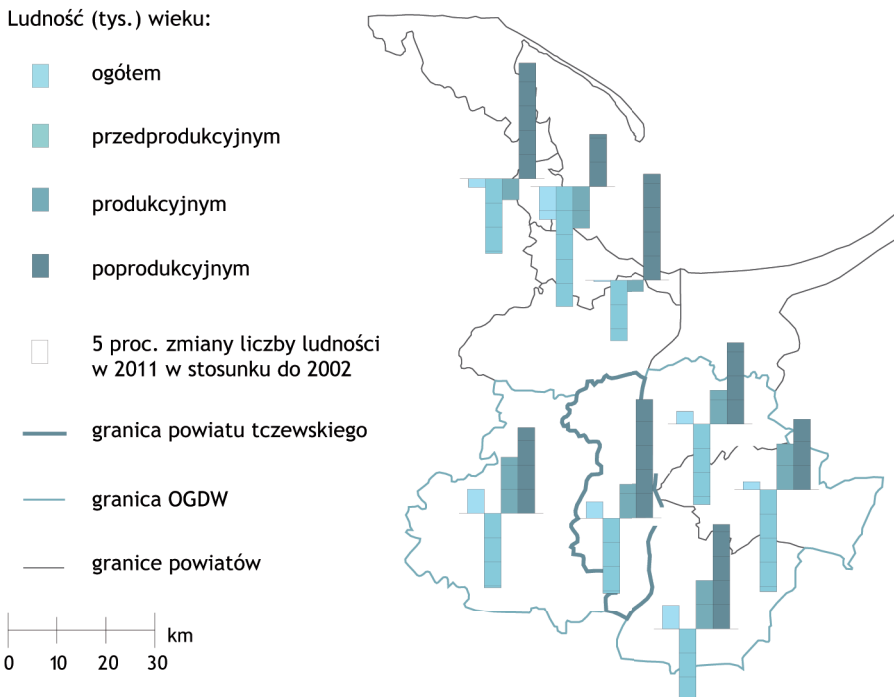 Ludność (tys.) wieku:
ogółem
przedprodukcyjnym
produkcyjnym
poprodukcyjnym
5 proc. zmiany liczby ludności
w 2011 w stosunku do 2002
granica powiatu tczewskiego
granica OGDW
granice powiatów
km
0 10 20 30